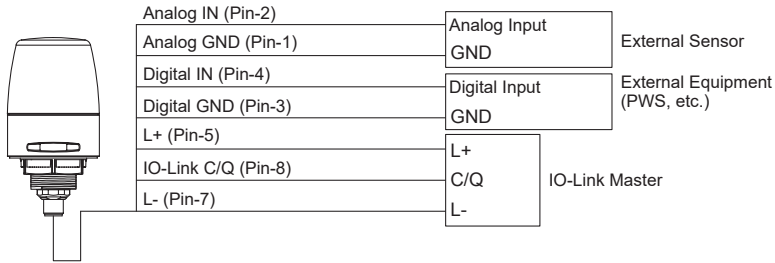 Analog IN (Pin-2)
Analog Input
Analog GND (Pin-1)
GND
External Sensor
Digital IN (Pin-4)
Digital Input
External Equipment
(PWS, etc.)
Digital GND (Pin-3)
GND
L+ (Pin-5)
L+
IO-Link C/Q (Pin-8)
C/Q
IO-Link Master
L- (Pin-7)
L-